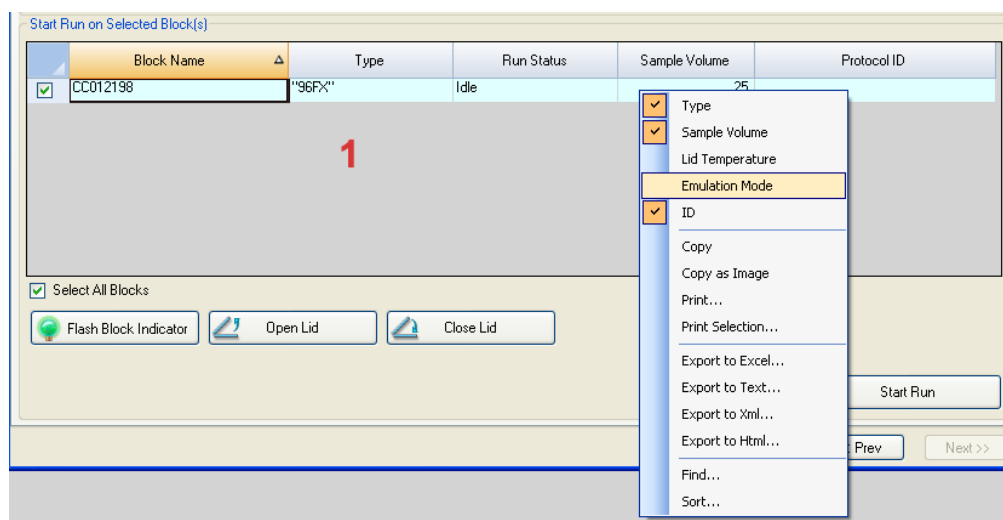 Start Run on Selected Block(s)
Block Name Type Run Status Sample Volume Protocol ID
CC012198 "96FX" Idle 25
1
Type
Sample Volume
Lid Temperature
Emulation Mode
ID
Copy
Copy as Image
Print...
Print Selection...
Export to Excel...
Export to Text...
Export to Xml...
Export to Html...
Find...
Sort...
Select All Blocks
Flash Block Indicator Open Lid Close Lid
Start Run
Prev Next >>